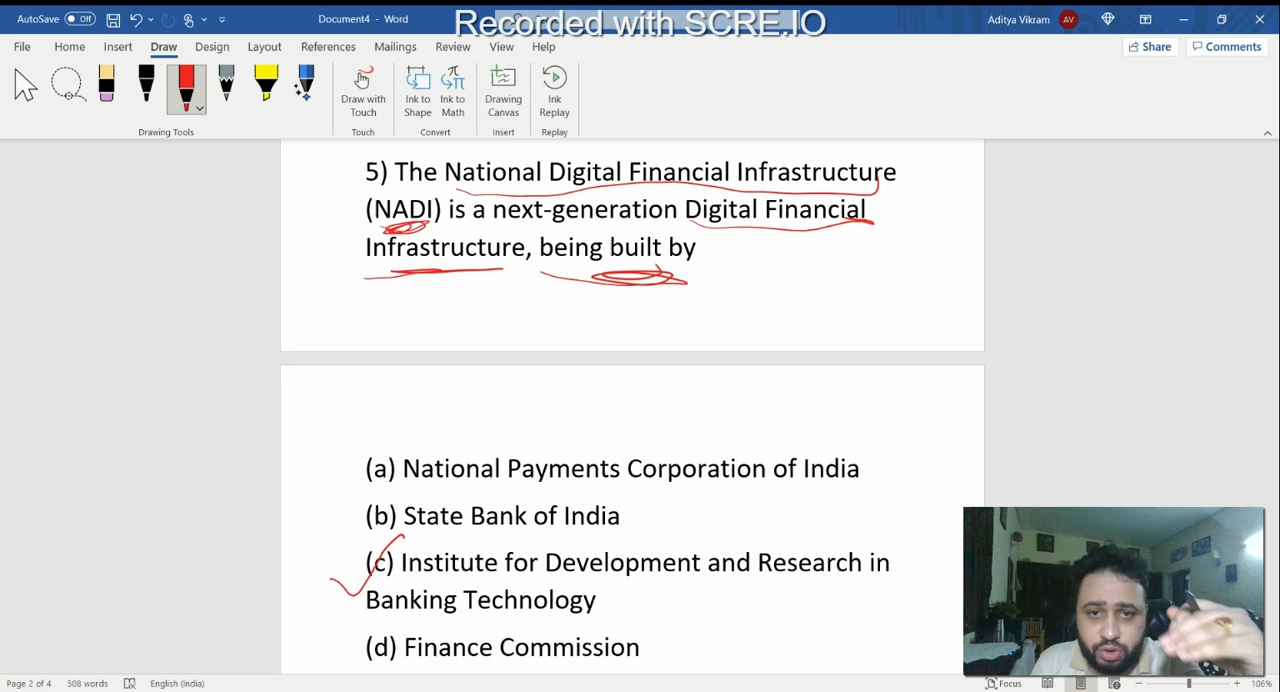 AutoSave Off
Document4 - Word
Recorded with SCRE.IO
Aditya Vikram AV
File Home Insert Draw Design Layout References Mailings Review View Help
Share Comments
Draw with Touch
Ink to Shape
Ink to Math
Drawing Canvas
Ink Replay
Drawing Tools
Touch
Convert
Insert
Replay
5) The National Digital Financial Infrastructure
(NADI) is a next-generation Digital Financial
Infrastructure, being built by
(a) National Payments Corporation of India
(b) State Bank of India
(c) Institute for Development and Research in
Banking Technology
(d) Finance Commission
Page 2 of 4 508 words English (India) Focus 106%